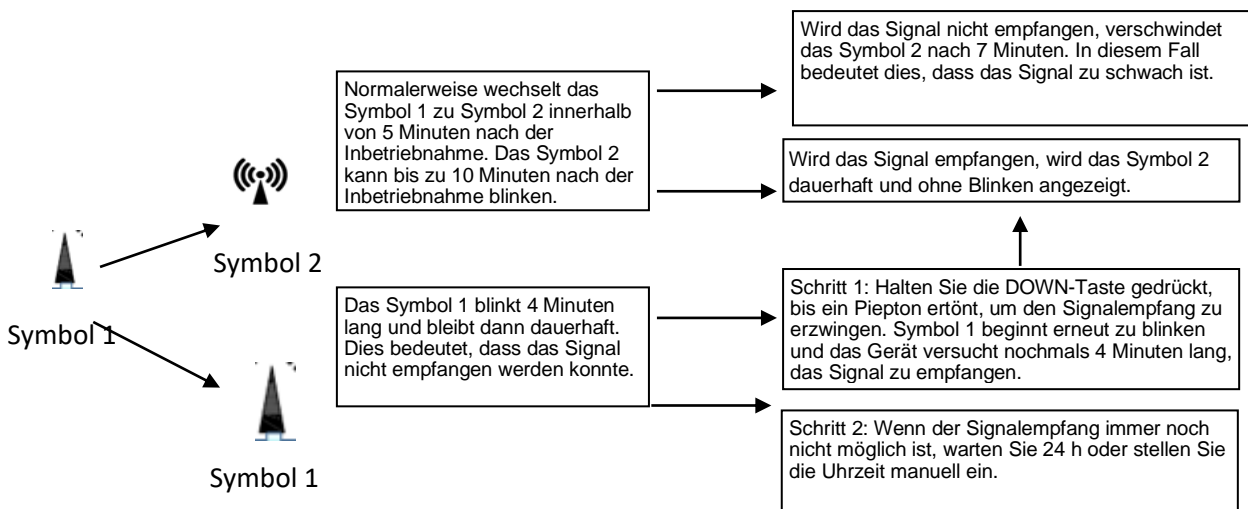 Wird das Signal nicht empfangen, verschwindet
das Symbol 2 nach 7 Minuten. In diesem Fall
bedeutet dies, dass das Signal zu schwach ist.
Normalerweise wechselt das
Symbol 1 zu Symbol 2 innerhalb
von 5 Minuten nach der
Inbetriebnahme. Das Symbol 2
kann bis zu 10 Minuten nach der
Inbetriebnahme blinken.
Wird das Signal empfangen, wird das Symbol 2
dauerhaft und ohne Blinken angezeigt.
Symbol 2
Symbol 1
Das Symbol 1 blinkt 4 Minuten
lang und bleibt dann dauerhaft.
Dies bedeutet, dass das Signal
nicht empfangen werden konnte.
Schritt 1: Halten Sie die DOWN-Taste gedrückt,
bis ein Piepton ertönt, um den Signalempfang zu
erzwingen. Symbol 1 beginnt erneut zu blinken
und das Gerät versucht nochmals 4 Minuten lang,
das Signal zu empfangen.
Schritt 2: Wenn der Signalempfang immer noch
nicht möglich ist, warten Sie 24 h oder stellen Sie
die Uhrzeit manuell ein.
Symbol 1